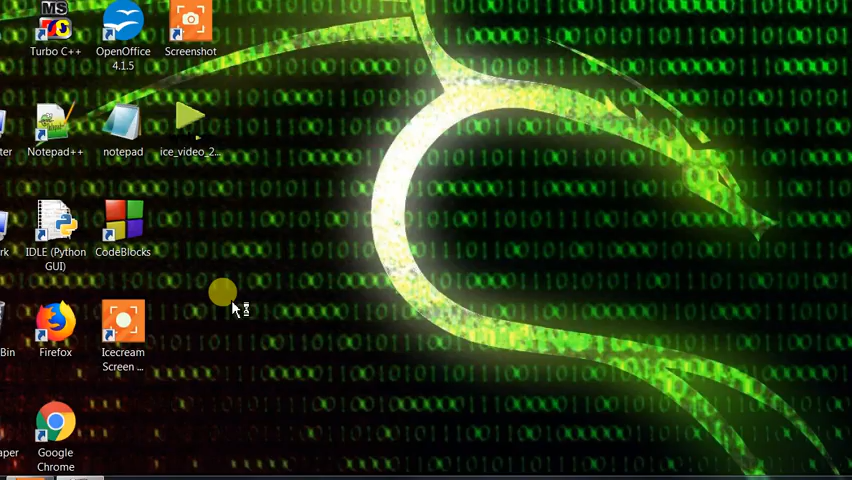 MS
Turbo C++
OpenOffice
4.1.5
Screenshot
ter
Notepad++
notepad
ice_video_2...
rk
IDLE (Python
GUI)
CodeBlocks
Bin
Firefox
Icecream
Screen ...
aper
Google
Chrome